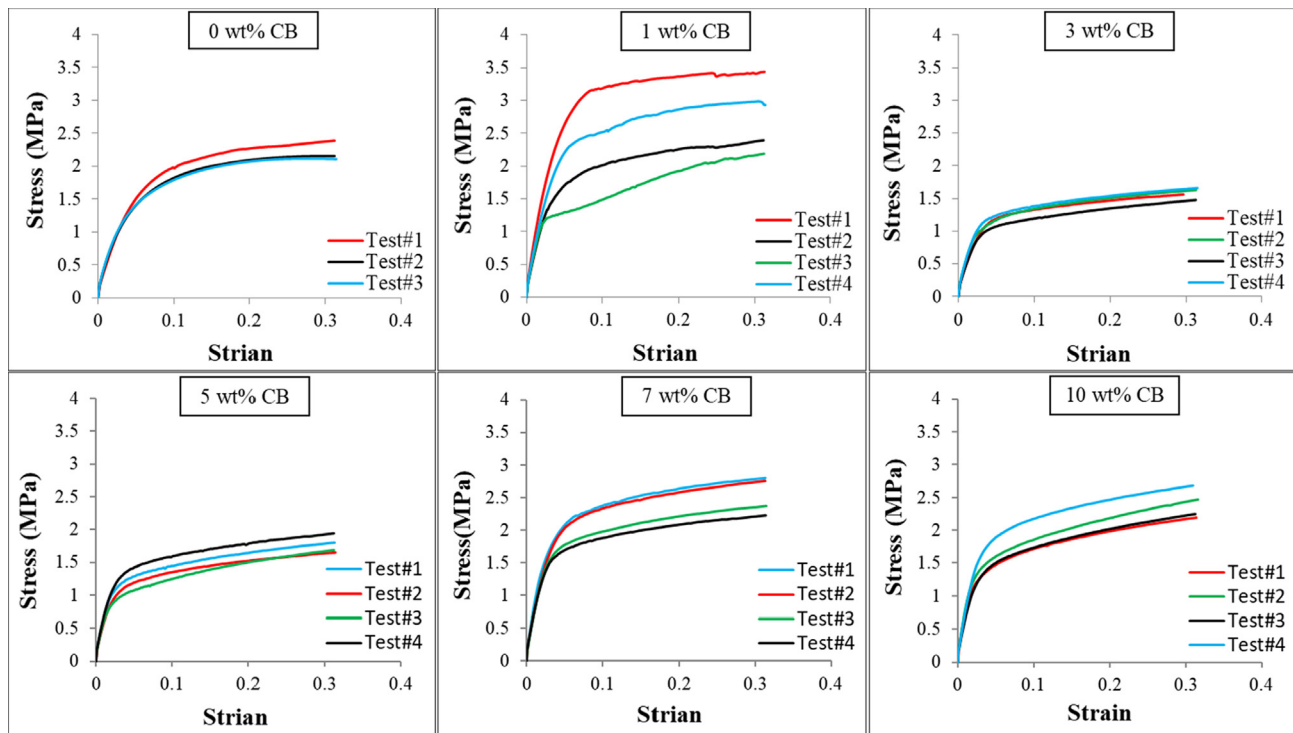 0 wt% CB
Stress (MPa)
4
3.5
3
2.5
2
1.5
1
0.5
0
0 0.1 0.2 0.3 0.4
Strian
Test#1
Test#2
Test#3
1 wt% CB
Stress (MPa)
4
3.5
3
2.5
2
1.5
1
0.5
0
0 0.1 0.2 0.3 0.4
Strian
Test#1
Test#2
Test#3
Test#4
3 wt% CB
Stress (MPa)
4
3.5
3
2.5
2
1.5
1
0.5
0
0 0.1 0.2 0.3 0.4
Strian
Test#1
Test#2
Test#3
Test#4
5 wt% CB
Stress (MPa)
4
3.5
3
2.5
2
1.5
1
0.5
0
0 0.1 0.2 0.3 0.4
Strian
Test#1
Test#2
Test#3
Test#4
7 wt% CB
Stress(MPa)
4
3.5
3
2.5
2
1.5
1
0.5
0
0 0.1 0.2 0.3 0.4
Strian
Test#1
Test#2
Test#3
Test#4
10 wt% CB
Stress (MPa)
4
3.5
3
2.5
2
1.5
1
0.5
0
0 0.1 0.2 0.3 0.4
Strain
Test#1
Test#2
Test#3
Test#4